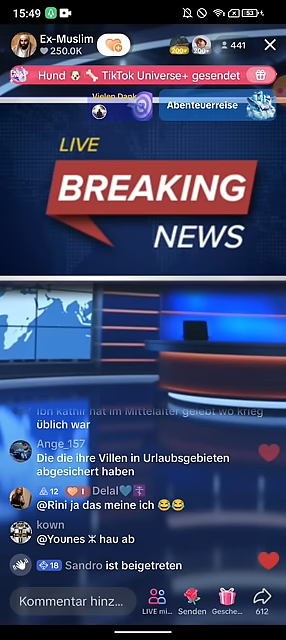 15:49
Ex-Muslim
250.0K
200+
200+
441
Hund 🐶 🦴 TikTok Universe+ gesendet
Vielen Dank
Abenteuerreise
LIVE
BREAKING
NEWS
Ibn kathir hat im Mittelalter gelebt wo krieg
üblich war
Ange_157
Die die ihre Villen in Urlaubsgebieten
abgesichert haben
12 I Delal
@Rini ja das meine ich 😂😂
kown
@Younes ⵣ hau ab
18 Sandro ist beigetreten
Kommentar hinz...
LIVE mi...
Senden
Gesche...
612